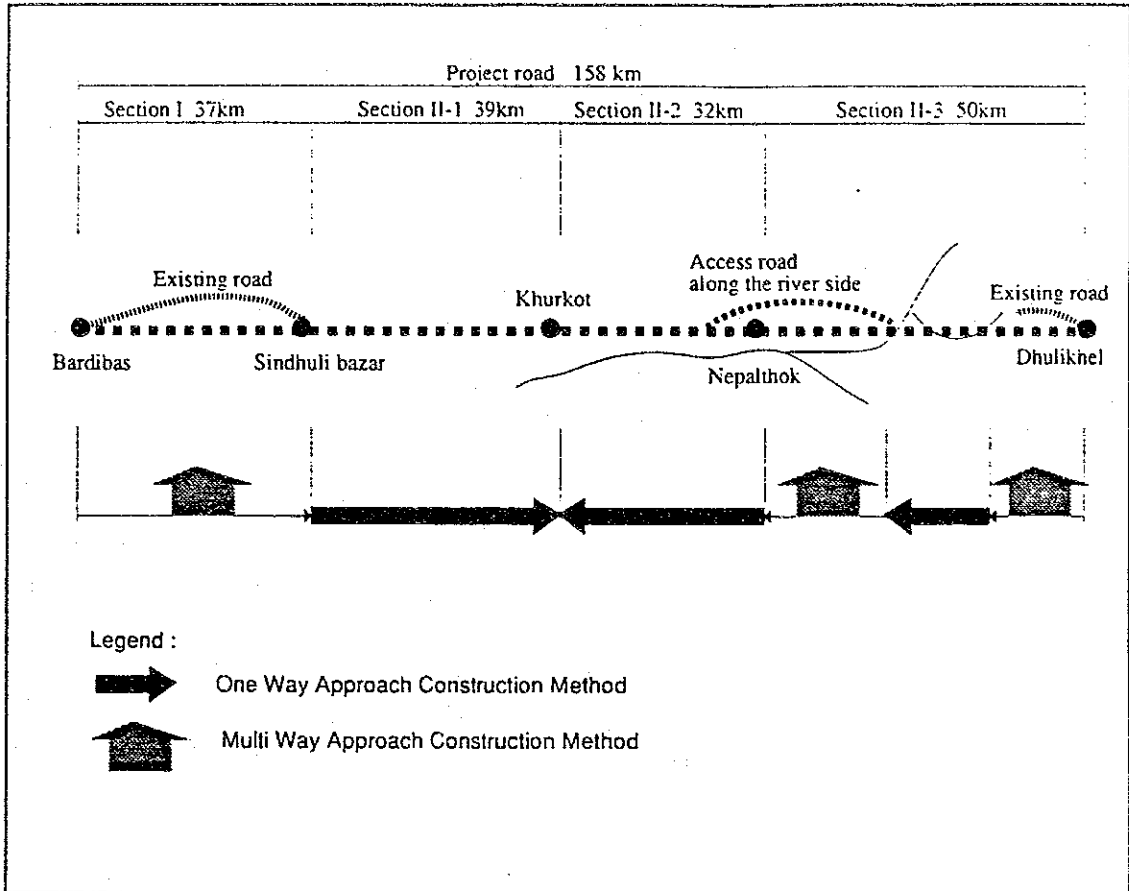 Project road 158 km
Section I 37km
Section II-1 39km
Section II-2 32km
Section II-3 50km
Existing road
Khurkot
Access road
along the river side
Existing road
Bardibas
Sindhuli bazar
Nepalthok
Dhulikhel
Legend :
One Way Approach Construction Method
Multi Way Approach Construction Method